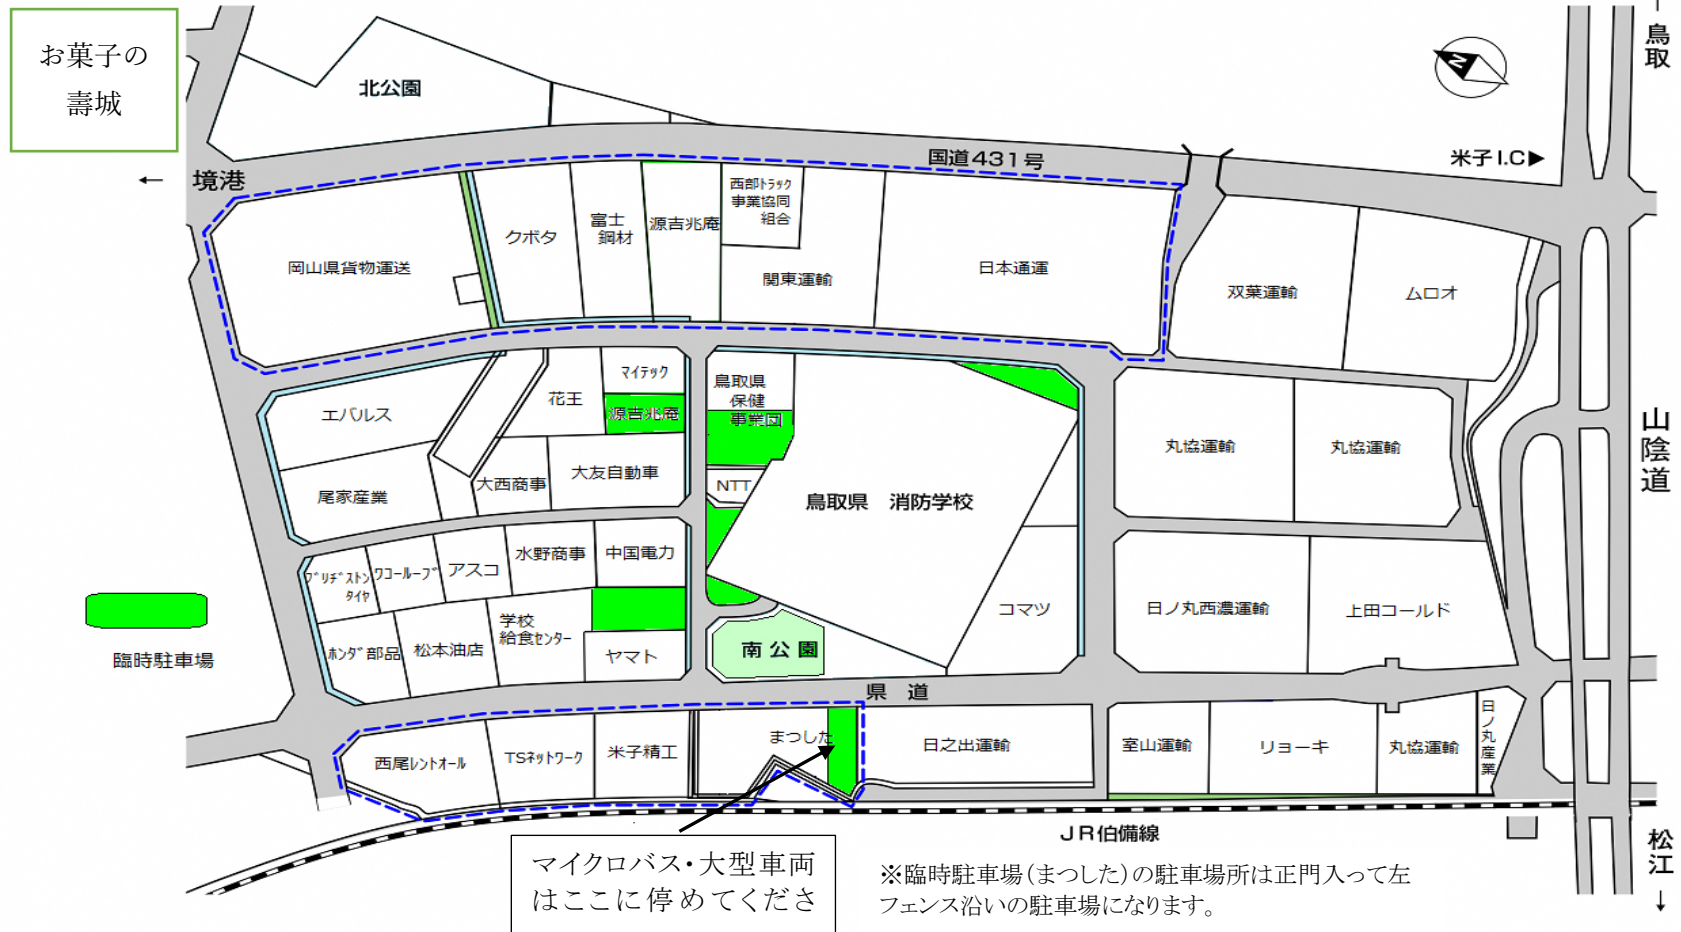 お菓子の
壽城
北公園
国道431号
米子I.C▶
鳥取
←
境港
岡山県貨物運送
クボタ
富士
鋼材
源吉兆庵
西部トラック
事業協同
組合
関東運輸
日本通運
双葉運輸
ムロオ
山陰道
エバルス
花王
マイテック
源吉兆庵
鳥取県
保健
事業団
尾家産業
大西商事
大友自動車
NTT
鳥取県 消防学校
丸協運輸
丸協運輸
ブリヂストン
タイヤ
ワコールーブ
アスコ
水野商事
中国電力
コマツ
日ノ丸西濃運輸
上田コールド
ホンダ部品
松本油店
学校
給食センター
ヤマト
南公園
臨時駐車場
県道
西尾レントオール
TSネットワーク
米子精工
まつした
日之出運輸
室山運輸
リョーキ
丸協運輸
日ノ丸産業
JR伯備線
松江
↓
マイクロバス・大型車両
はここに停めてくださ
※臨時駐車場(まつした)の駐車場所は正門入って左
フェンス沿いの駐車場になります。
N